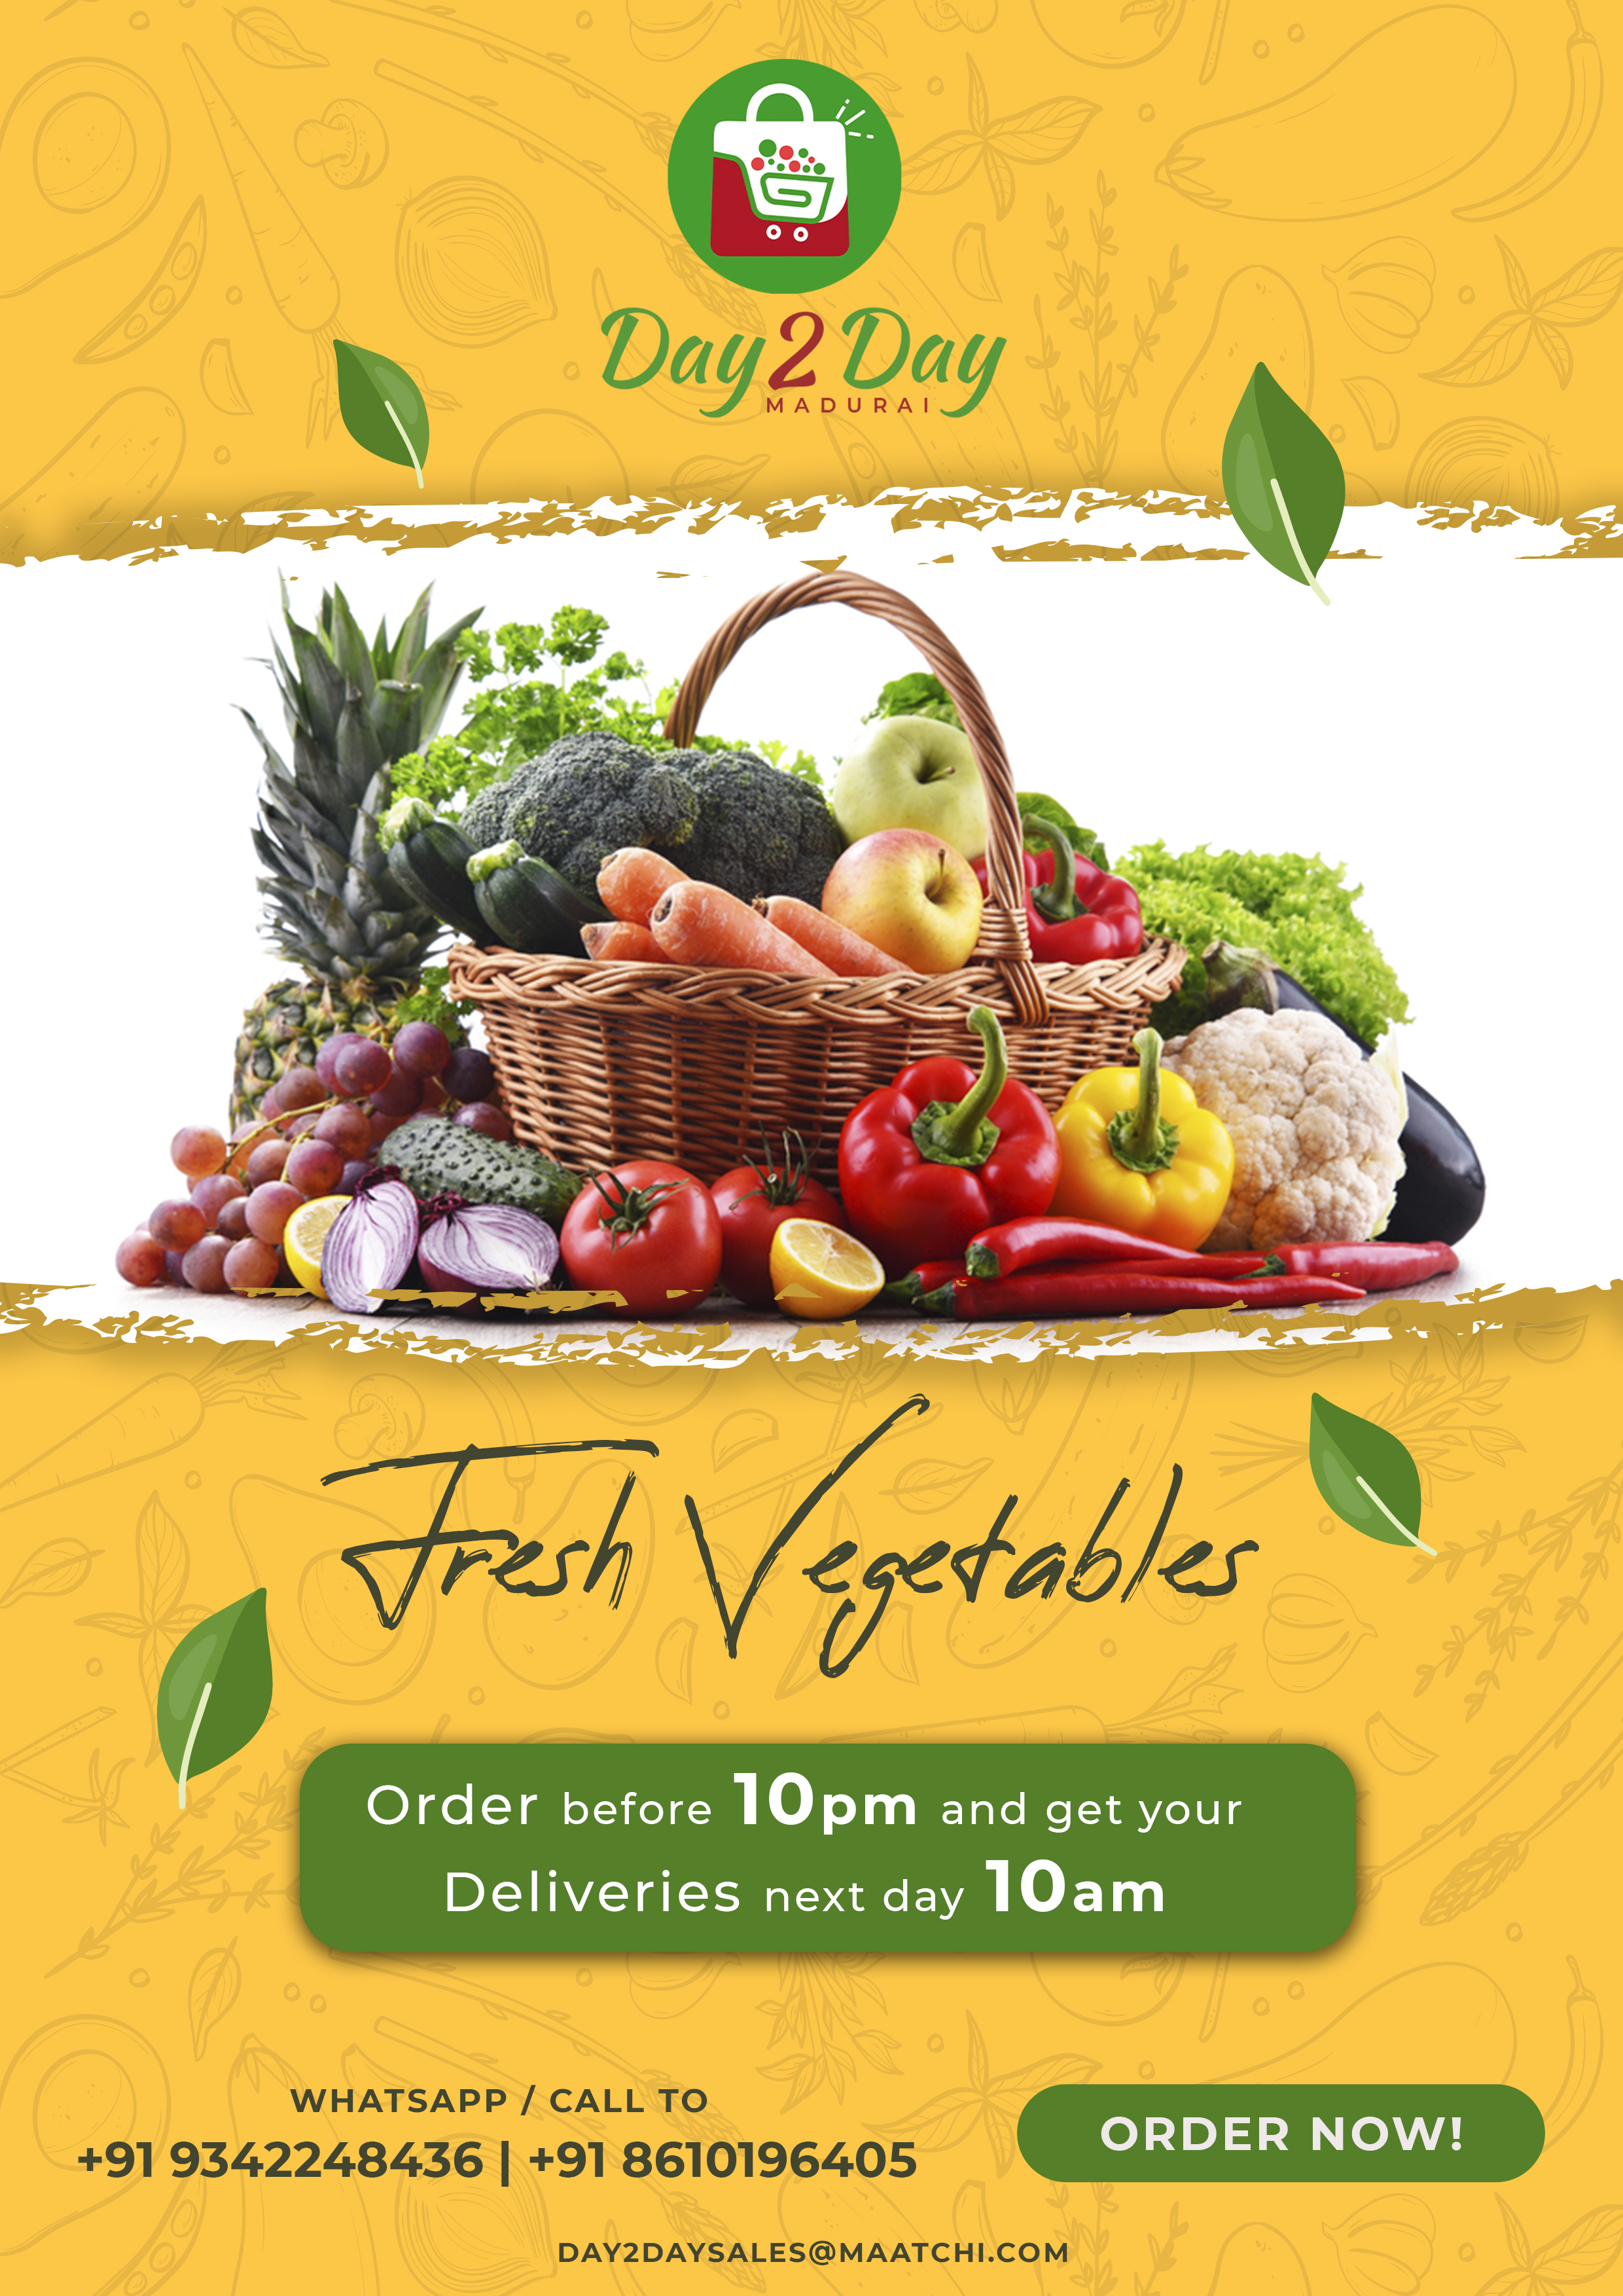 Day2Day
MADURAI
Fresh Vegetables
Order before 10pm and get your
Deliveries next day 10am
WHATSAPP / CALL TO
+91 9342248436 | +91 8610196405
ORDER NOW!
DAY2DAYSALES@MAATCHI.COM